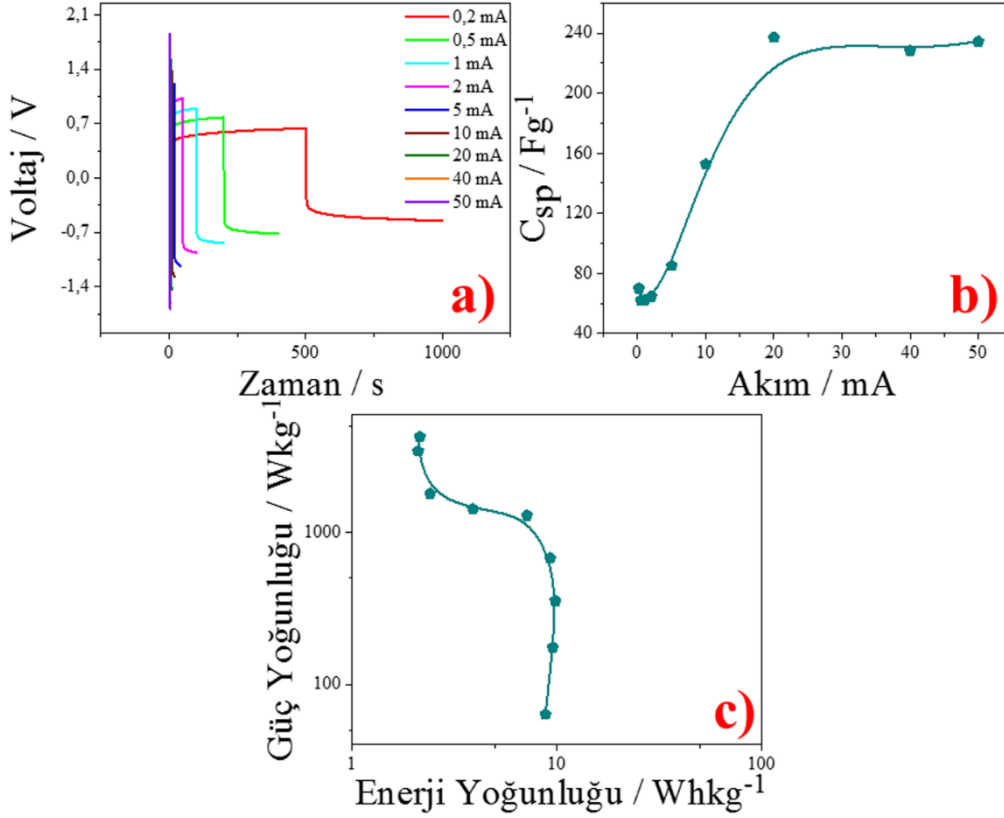 Voltaj / V
2,1
1,4
0,7
0,0
-0,7
-1,4
0,2 mA
0,5 mA
1 mA
2 mA
5 mA
10 mA
20 mA
40 mA
50 mA
a)
0
500
1000
Zaman / s
Csp / Fg-1
240
200
160
120
80
40
b)
0
10
20
30
40
50
Akım / mA
Güç Yoğunluğu / Wkg-1
1000
100
c)
1
10
100
Enerji Yoğunluğu / Whkg-1